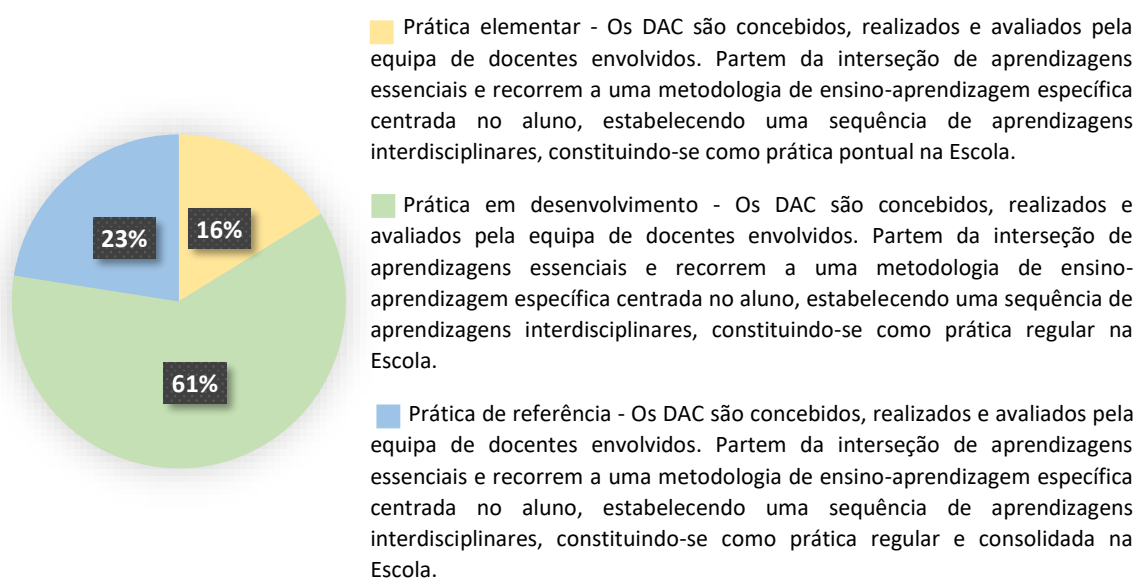 Prática elementar - Os DAC são concebidos, realizados e avaliados pela
equipa de docentes envolvidos. Partem da interseção de aprendizagens
essenciais e recorrem a uma metodologia de ensino-aprendizagem específica
centrada no aluno, estabelecendo uma sequência de aprendizagens
interdisciplinares, constituindo-se como prática pontual na Escola.
Prática em desenvolvimento - Os DAC são concebidos, realizados e
avaliados pela equipa de docentes envolvidos. Partem da interseção de
aprendizagens essenciais e recorrem a uma metodologia de ensino-
aprendizagem específica centrada no aluno, estabelecendo uma sequência de
aprendizagens interdisciplinares, constituindo-se como prática regular na
Escola.
Prática de referência - Os DAC são concebidos, realizados e avaliados pela
equipa de docentes envolvidos. Partem da interseção de aprendizagens
essenciais e recorrem a uma metodologia de ensino-aprendizagem específica
centrada no aluno, estabelecendo uma sequência de aprendizagens
interdisciplinares, constituindo-se como prática regular e consolidada na
Escola.
23%
16%
61%